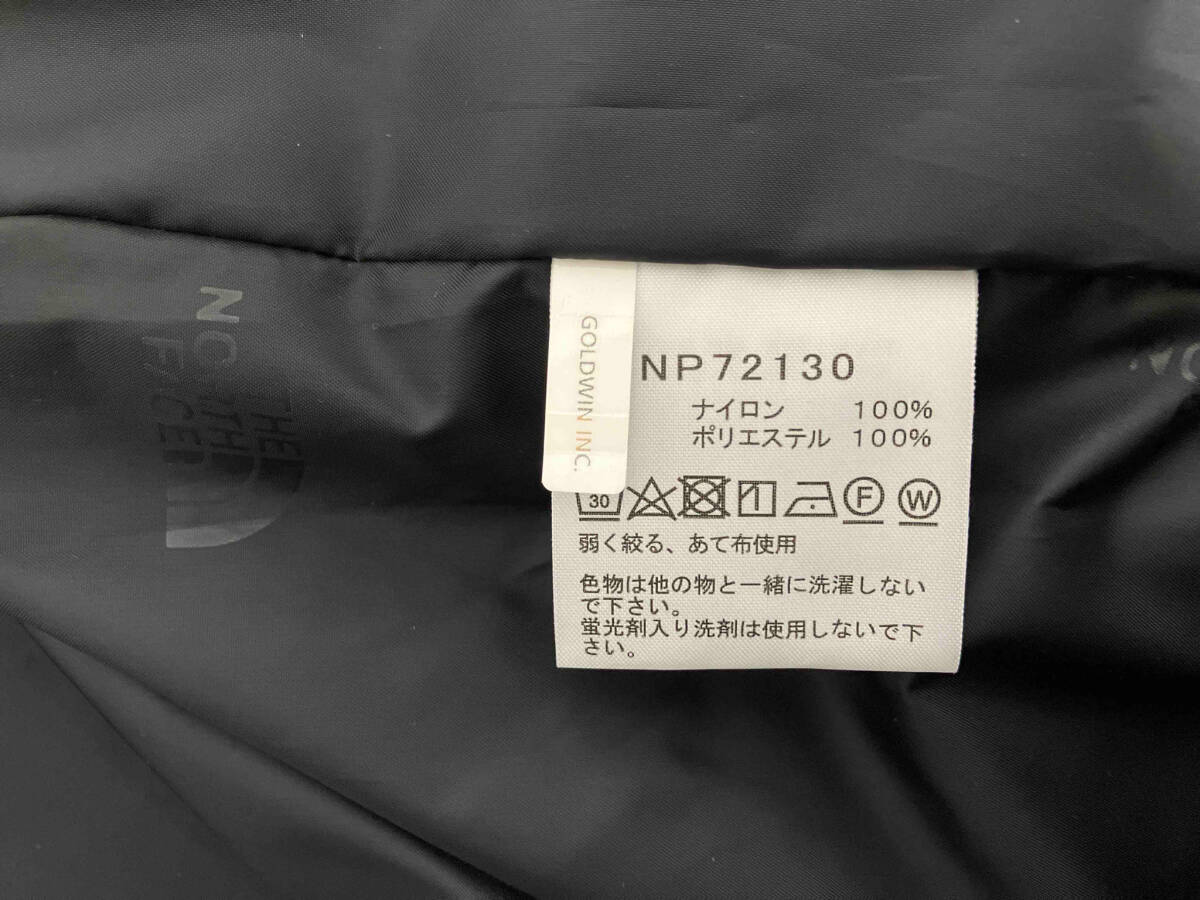 GOLDWIN INC.
NP72130
ナイロン 100%
ポリエステル 100%
30
F
W
弱く絞る、あて布使用
色物は他の物と一緒に洗濯しない
で下さい。
蛍光剤入り洗剤は使用しないで下
さい。
THE
NORTH
FACE